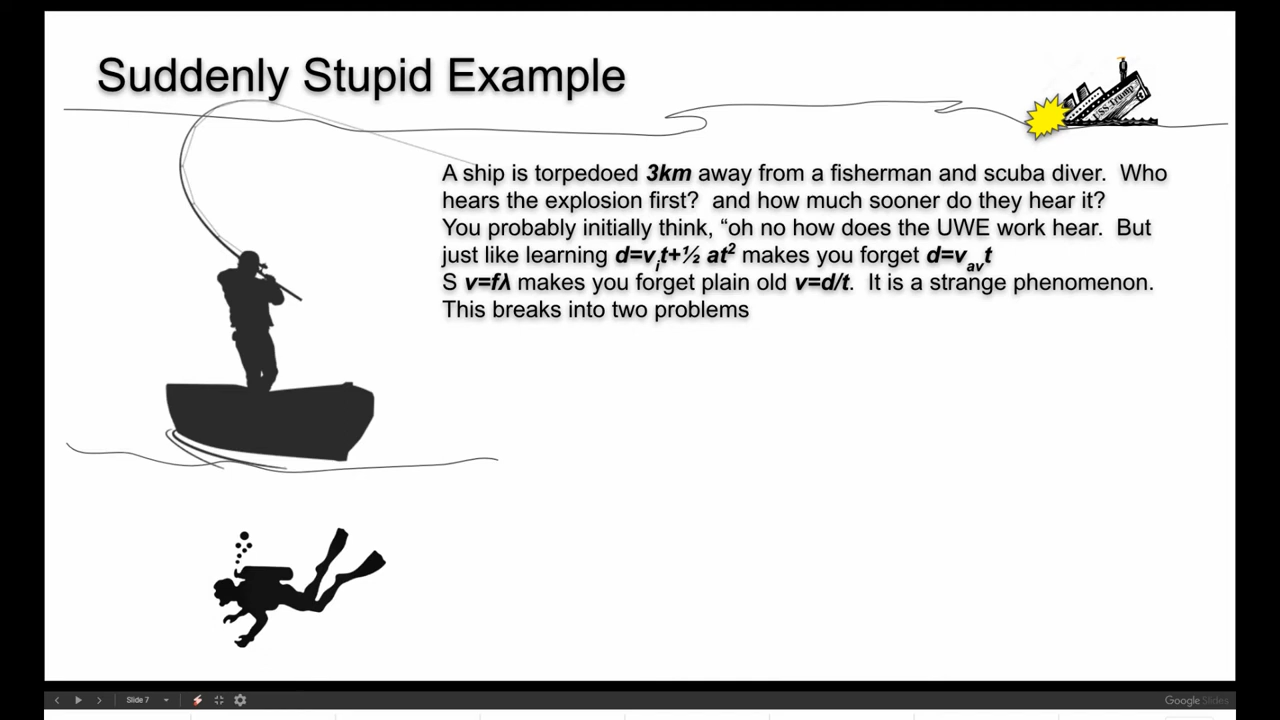 Suddenly Stupid Example
USS Trump
A ship is torpedoed 3km away from a fisherman and scuba diver. Who
hears the explosion first? and how much sooner do they hear it?
You probably initially think, “oh no how does the UWE work hear. But
just like learning d=vit+½ at² makes you forget d=vavt
S v=fλ makes you forget plain old v=d/t. It is a strange phenomenon.
This breaks into two problems
Slide 7
Google Slides